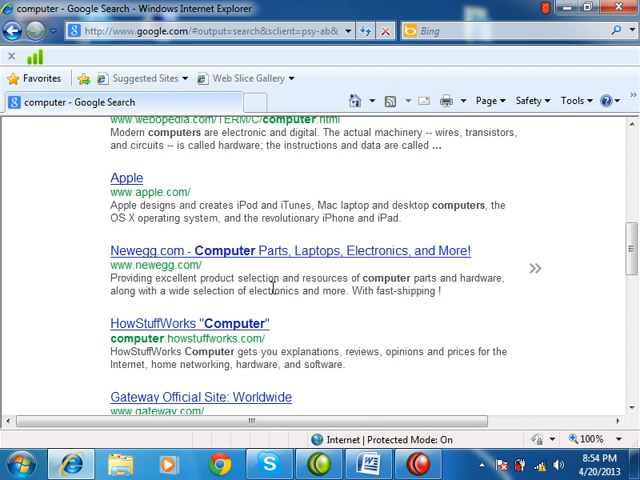 computer - Google Search - Windows Internet Explorer
http://www.google.com/#output=search&sclient=psy-ab&
Bing
Favorites
Suggested Sites
Web Slice Gallery
computer - Google Search
Page
Safety
Tools
www.webopedia.com/TERM/C/computer.html
Modern computers are electronic and digital. The actual machinery -- wires, transistors,
and circuits -- is called hardware; the instructions and data are called ...
Apple
www.apple.com/
Apple designs and creates iPod and iTunes, Mac laptop and desktop computers, the
OS X operating system, and the revolutionary iPhone and iPad.
Newegg.com - Computer Parts, Laptops, Electronics, and More!
www.newegg.com/
Providing excellent product selection and resources of computer parts and hardware,
along with a wide selection of electronics and more. With fast-shipping !
HowStuffWorks "Computer"
computer.howstuffworks.com/
HowStuffWorks Computer gets you explanations, reviews, opinions and prices for the
Internet, home networking, hardware, and software.
Gateway Official Site: Worldwide
www.gateway.com/
Internet | Protected Mode: On
100%
8:54 PM
4/20/2013